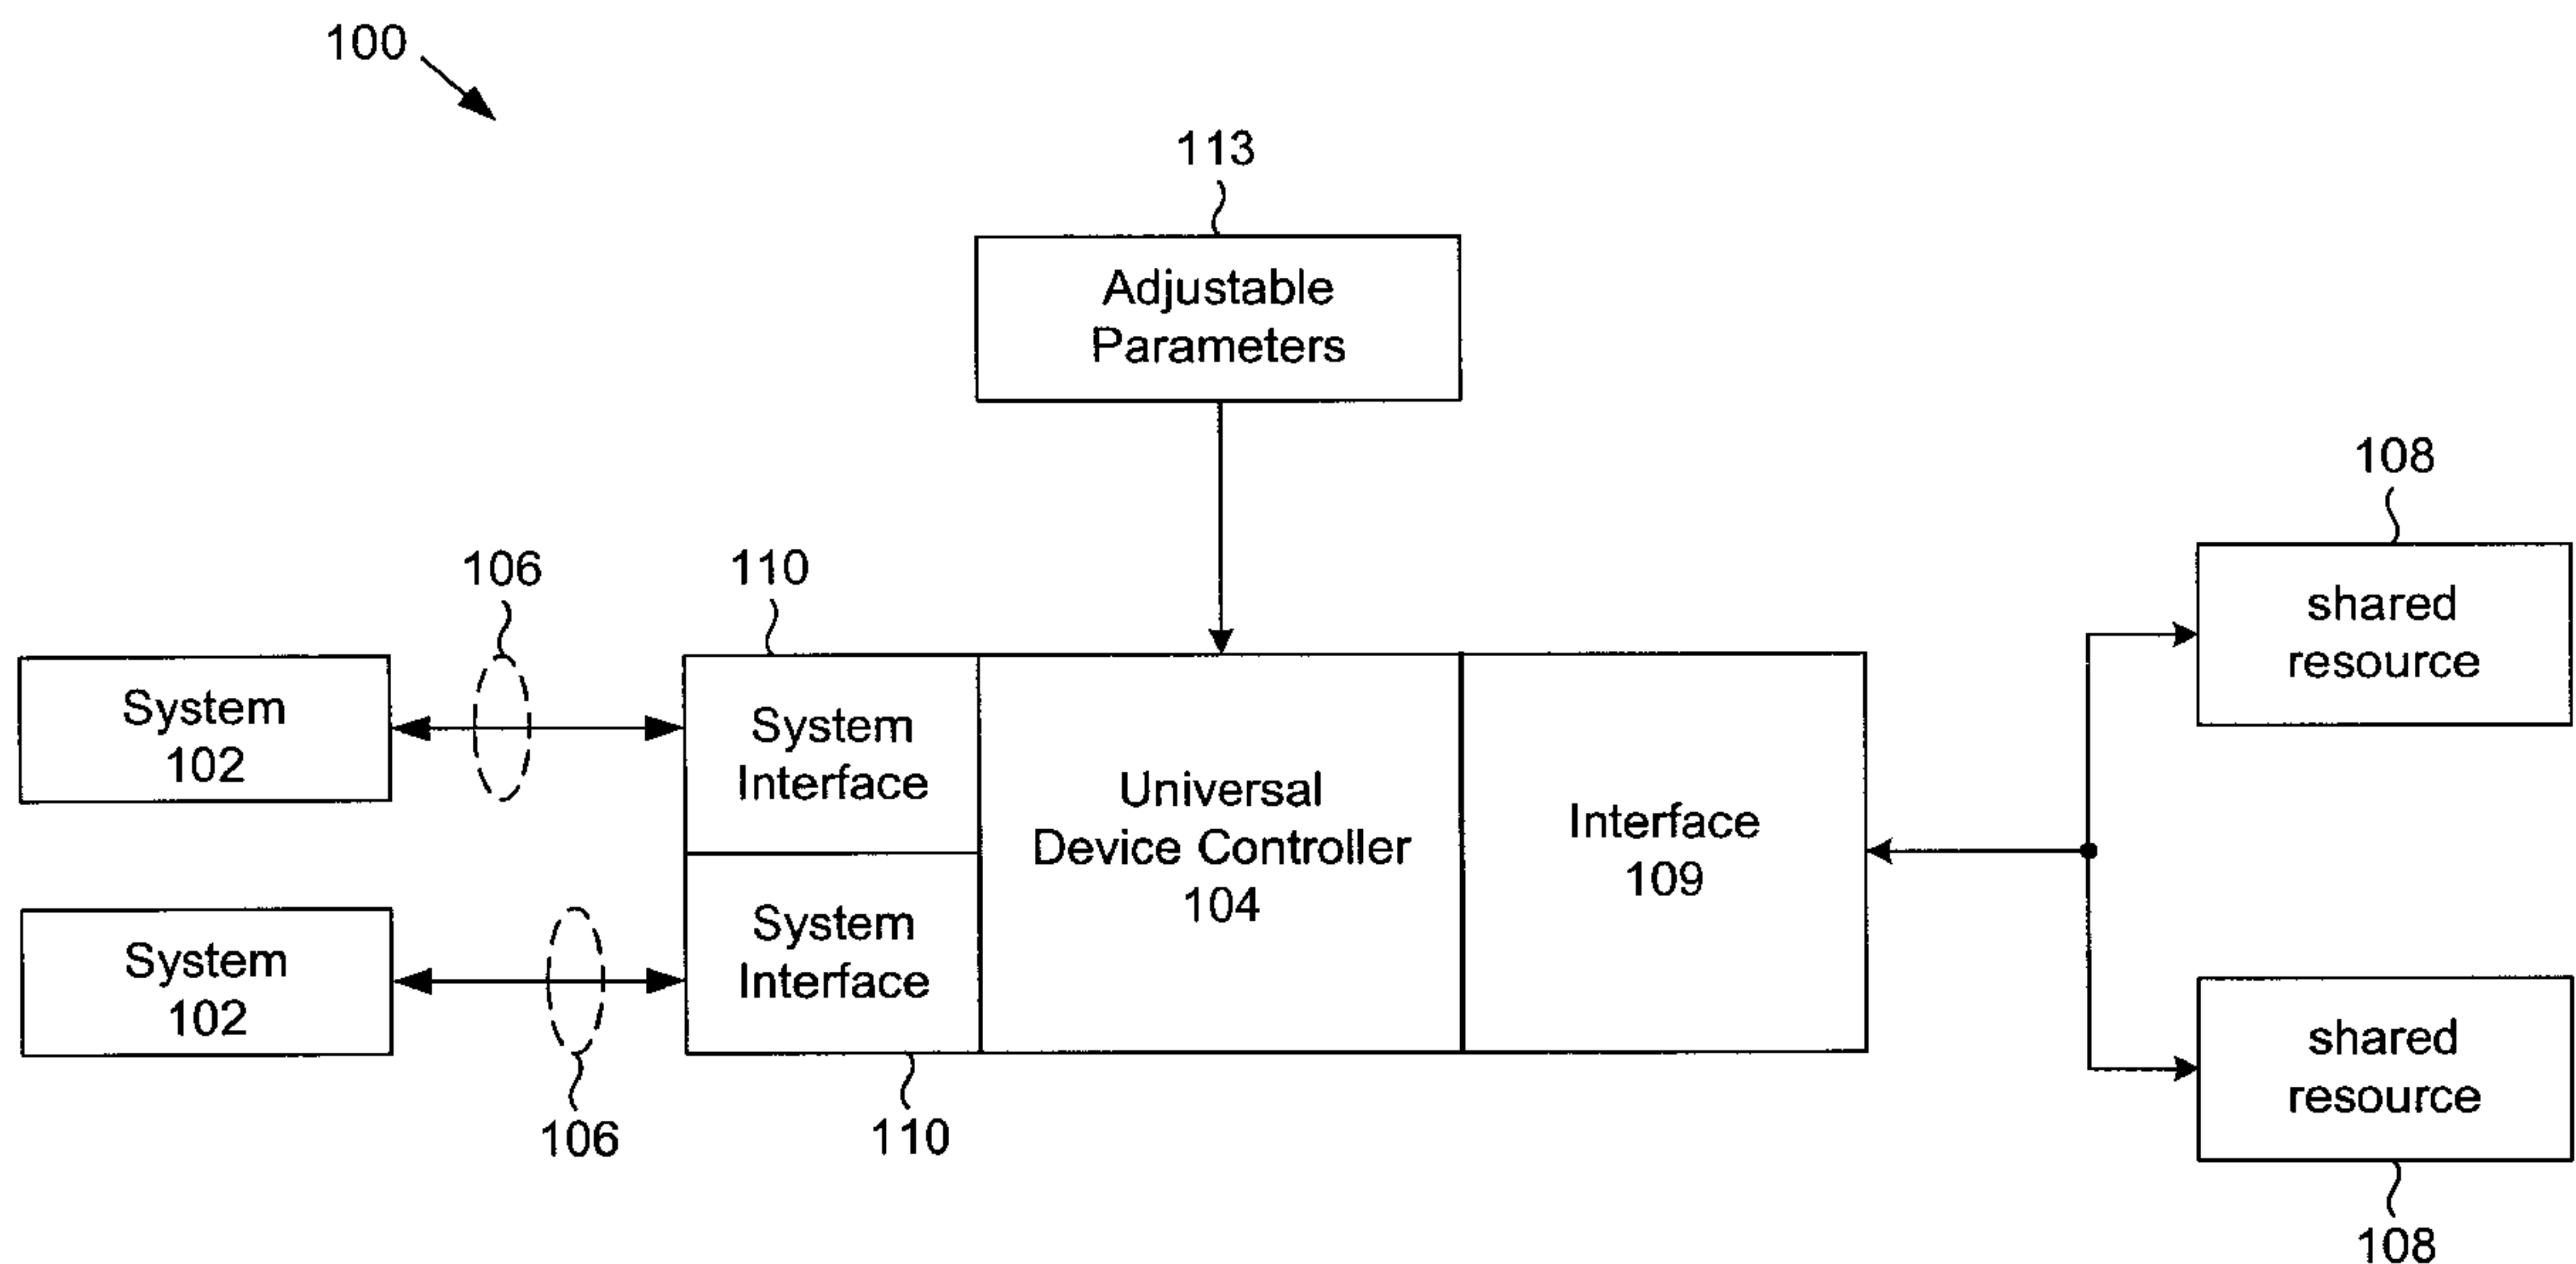 100
113
Adjustable
Parameters
108
shared
resource
106
110
System
102
System
Interface
Universal
Device Controller
104
Interface
109
System
102
System
Interface
shared
resource
106
110
108